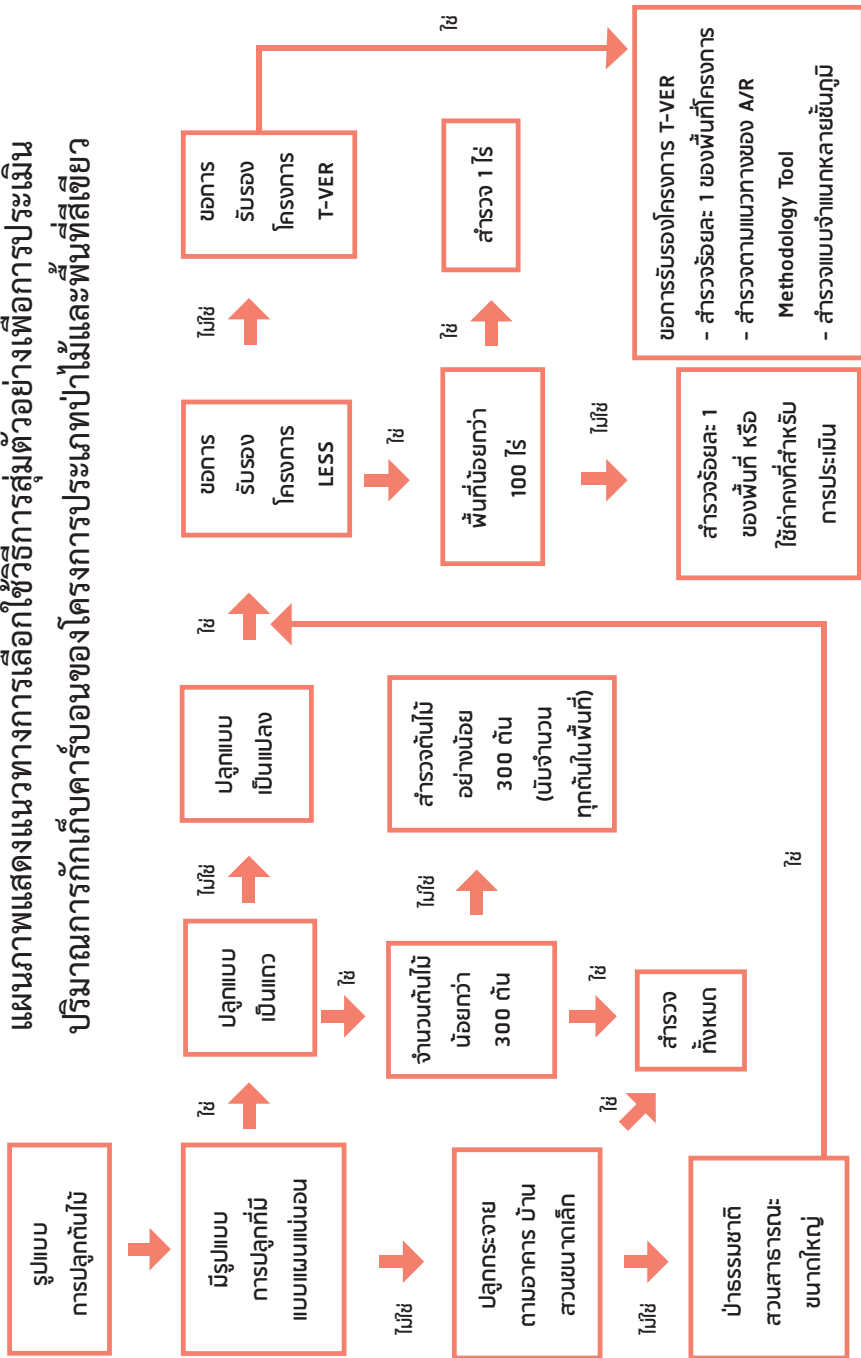 แผนภาพแสดงแนวทางการเลือกใช้วิธีการสุ่มตัวอย่างเพื่อการประเมิน
ปริมาณการกักเก็บคาร์บอนของโครงการประเภทป่าไม้และพื้นที่สีเขียว
รูปแบบ
การปลูกต้นไม้
มีรูปแบบ
การปลูกที่มี
แบบแผนแน่นอน
ใช่
ปลูกแบบ
เป็นแถว
ไม่ใช่
ปลูกแบบ
เป็นแปลง
ใช่
ขอการ
รับรอง
โครงการ
LESS
ไม่ใช่
ขอการ
รับรอง
โครงการ
T-VER
ใช่
ไม่ใช่
ปลูกกระจาย
ตามอาคาร บ้าน
สวนขนาดเล็ก
ใช่
ใช่
จำนวนต้นไม้
น้อยกว่า
300 ต้น
ไม่ใช่
สำรวจต้นไม้
อย่างน้อย
300 ต้น
(นับจำนวน
ทุกต้นในพื้นที่)
ใช่
พื้นที่น้อยกว่า
100 ไร่
ใช่
สำรวจ 1 ไร่
ไม่ใช่
ป่าธรรมชาติ
สวนสาธารณะ
ขนาดใหญ่
ใช่
สำรวจ
ทั้งหมด
ใช่
ไม่ใช่
สำรวจร้อยละ 1
ของพื้นที่ หรือ
ใช้ค่าคงที่สำหรับ
การประเมิน
ขอการรับรองโครงการ T-VER
- สำรวจร้อยละ 1 ของพื้นที่โครงการ
- สำรวจตามแนวทางของ A/R
Methodology Tool
- สำรวจแบบจำแนกหลายชั้นภูมิ